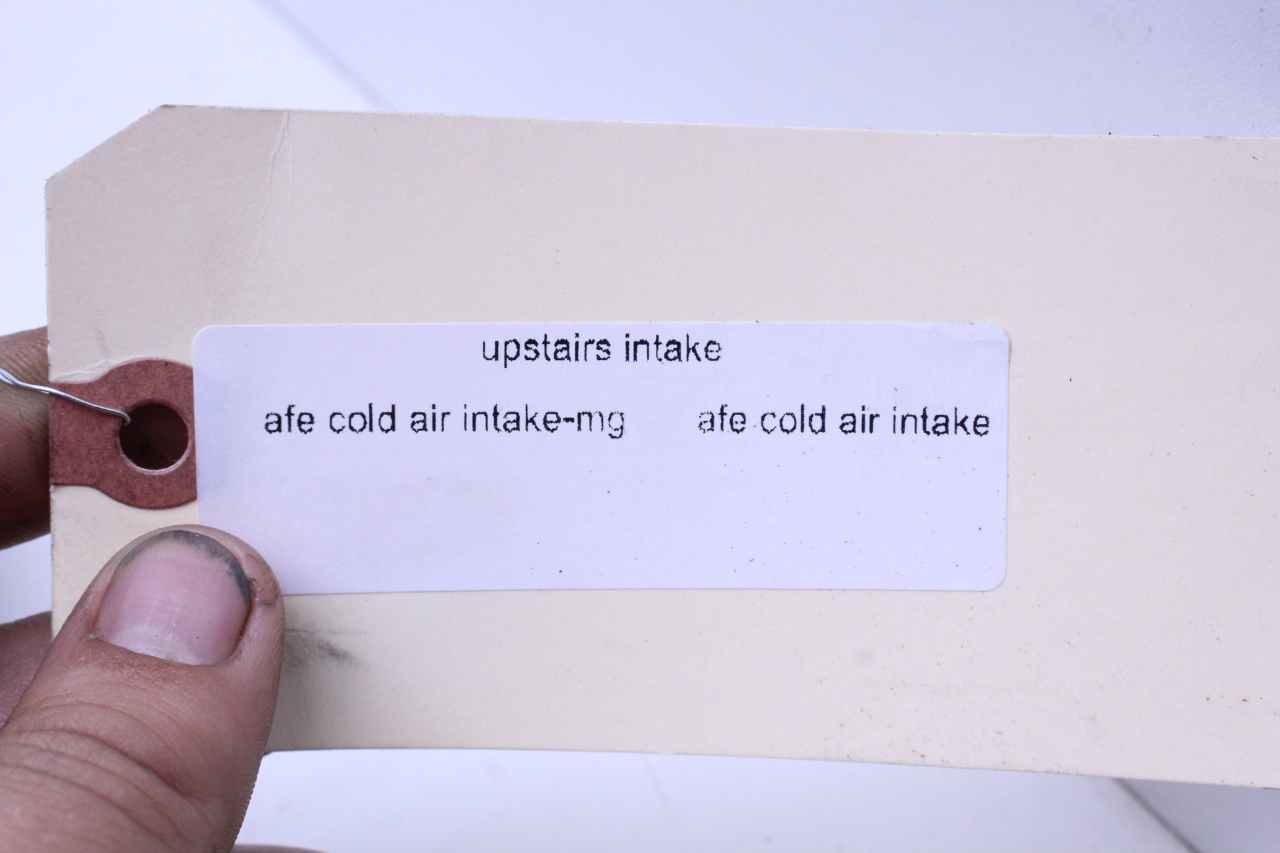 upstairs intake
afe cold air intake-mg afe cold air intake